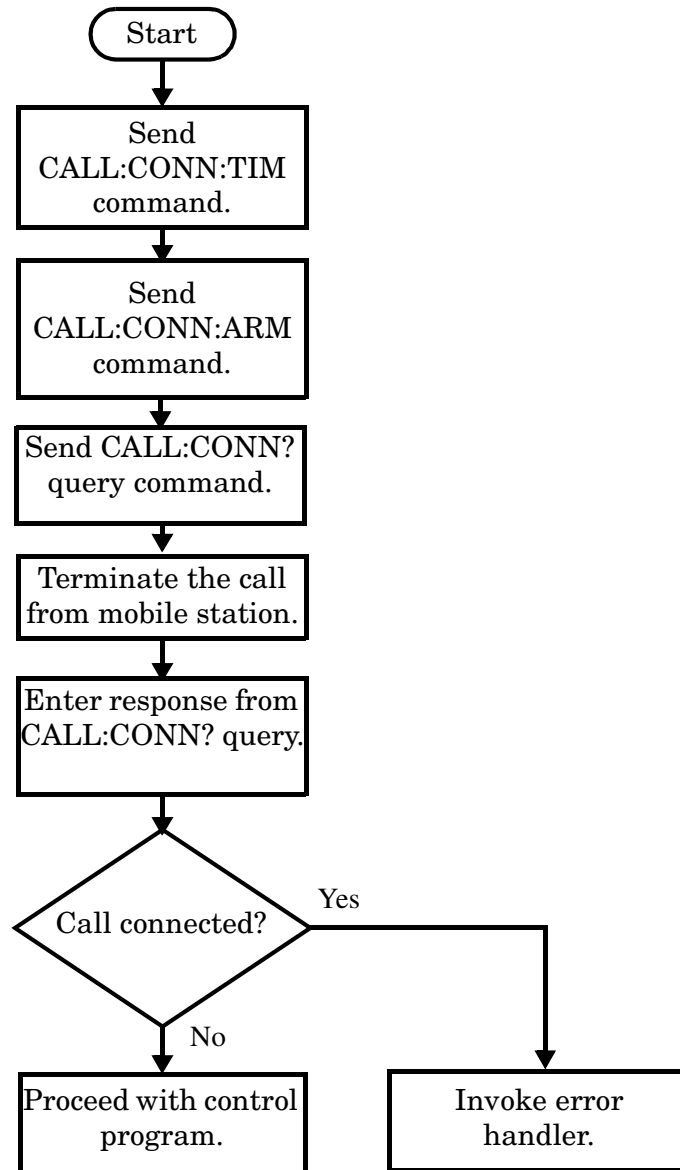 Start
Send
CALL:CONN:TIM
command.
Send
CALL:CONN:ARM
command.
Send CALL:CONN?
query command.
Terminate the call
from mobile station.
Enter response from
CALL:CONN? query.
Call connected?
Yes
No
Proceed with control
program.
Invoke error
handler.